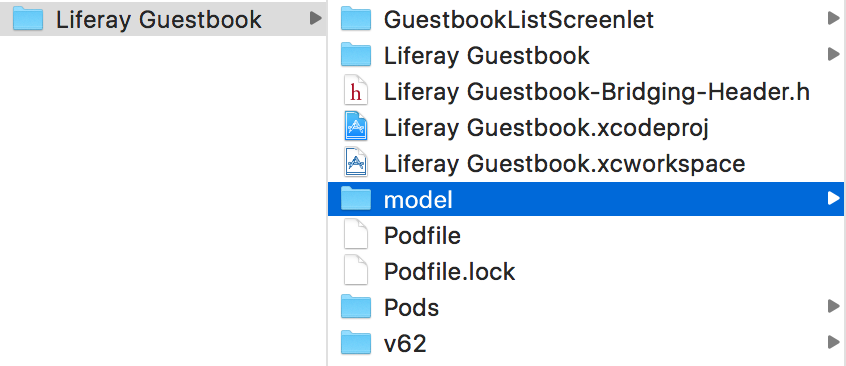 Liferay Guestbook
GuestbookListScreenlet
Liferay Guestbook
Liferay Guestbook-Bridging-Header.h
Liferay Guestbook.xcodeproj
Liferay Guestbook.xcworkspace
model
Podfile
Podfile.lock
Pods
v62